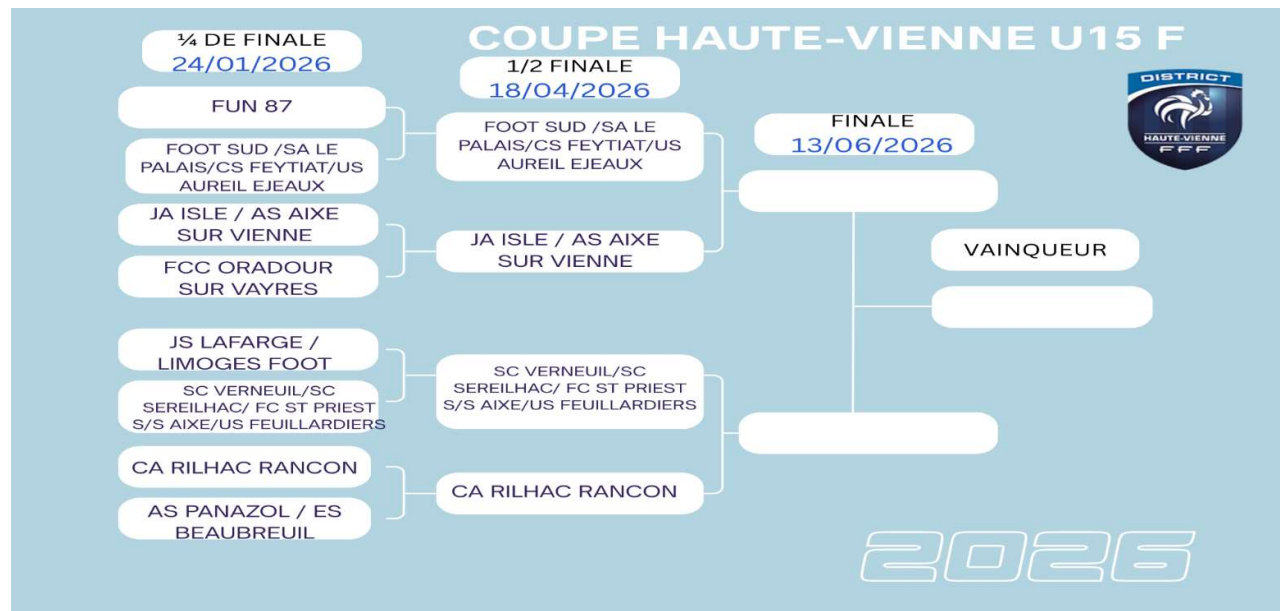 COUPE HAUTE-VIENNE U15 F
¼ DE FINALE
24/01/2026
FUN 87
FOOT SUD /SA LE
PALAIS/CS FEYTIAT/US
AUREIL EJEAUX
JA ISLE / AS AIXE
SUR VIENNE
FCC ORADOUR
SUR VAYRES
JS LAFARGE /
LIMOGES FOOT
SC VERNEUIL/SC
SEREILHAC/ FC ST PRIEST
S/S AIXE/US FEUILLARDIERS
CA RILHAC RANCON
AS PANAZOL / ES
BEAUBREUIL
1/2 FINALE
18/04/2026
FOOT SUD /SA LE
PALAIS/CS FEYTIAT/US
AUREIL EJEAUX
JA ISLE / AS AIXE
SUR VIENNE
SC VERNEUIL/SC
SEREILHAC/ FC ST PRIEST
S/S AIXE/US FEUILLARDIERS
CA RILHAC RANCON
FINALE
13/06/2026
VAINQUEUR
DISTRICT
HAUTE-VIENNE
FFF
2026